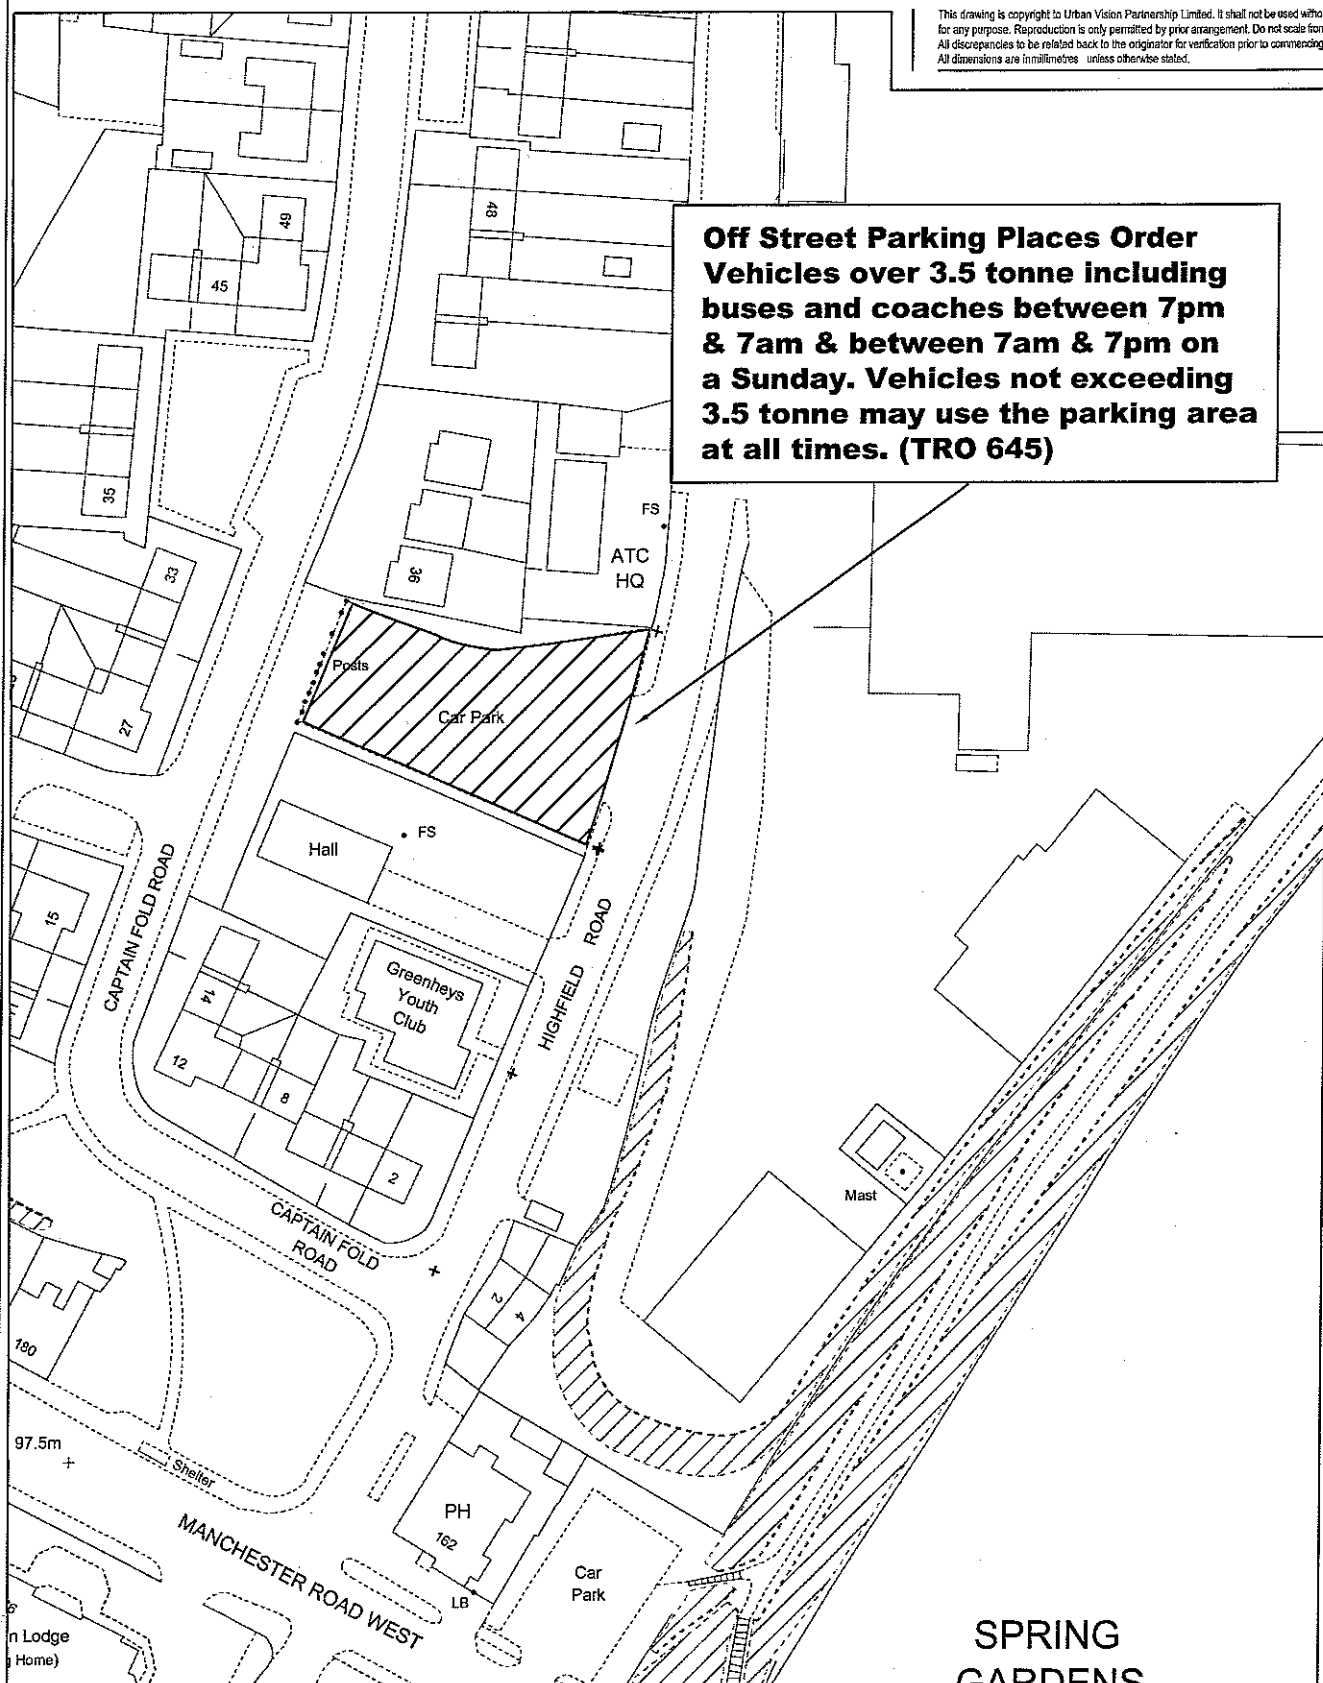 This drawing is copyright to Urban Vision Partnership Limited. It shall not be used witho
for any purpose. Reproduction is only permitted by prior arrangement. Do not scale from
All discrepancies to be related back to the originator for verification prior to commencing
All dimensions are inmillimetres unless otherwise stated.
Off Street Parking Places Order
Vehicles over 3.5 tonne including
buses and coaches between 7pm
& 7am & between 7am & 7pm on
a Sunday. Vehicles not exceeding
3.5 tonne may use the parking area
at all times. (TRO 645)
49
48
45
35
FS
ATC
HQ
33
36
Posts
Car Park
27
FS
Hall
CAPTAIN FOLD ROAD
15
HIGHFIELD ROAD
Greenheys
Youth
Club
14
12
8
2
Mast
CAPTAIN FOLD
ROAD
2
4
180
97.5m
Shelter
PH
162
MANCHESTER ROAD WEST
LB
Car
Park
6
n Lodge
Home)
SPRING
GARDENS